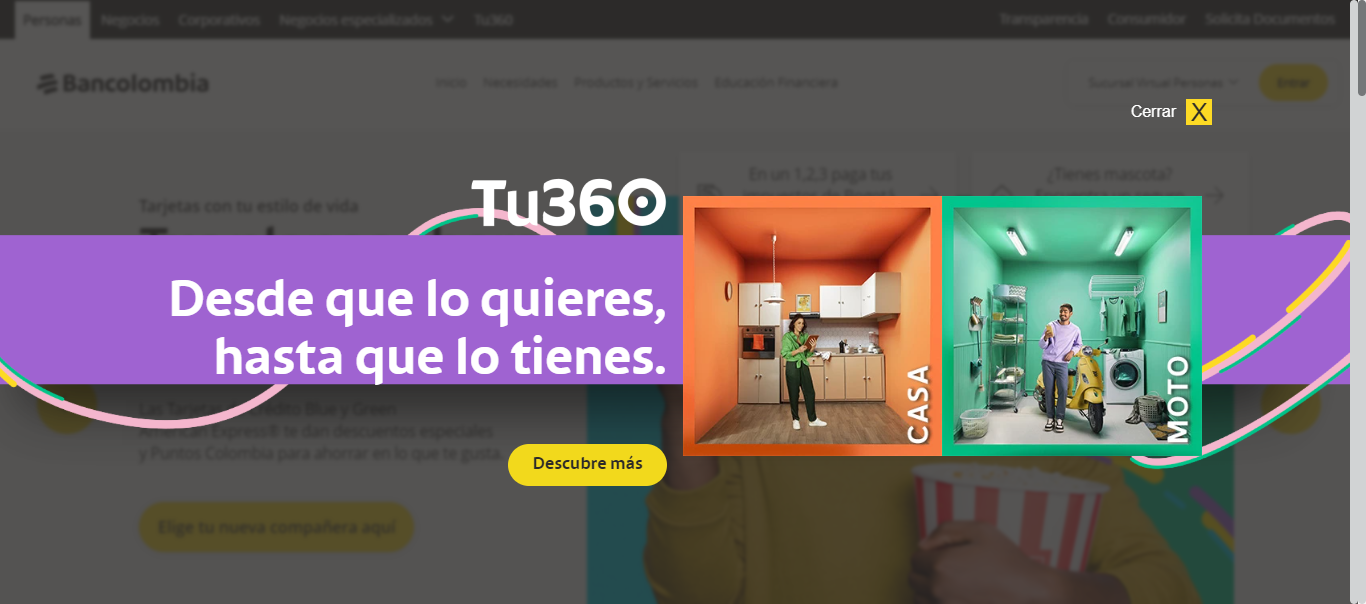 Personas Negocios Corporativos Negocios especializados Tu360 Transparencia Consumidor Solicita Documentos
Bancolombia Inicio Necesidades Productos y Servicios Educación Financiera Sucursal Virtual Personas Entrar
Cerrar X
En un 1,2,3 paga tus
¿Tienes mascota?
Tarjetas con tu estilo de vida
Tu360
Desde que lo quieres,
hasta que lo tienes.
CASA
MOTO
Las Tarjetas de Crédito Blue y Green
American Express® te dan descuentos especiales
y Puntos Colombia para ahorrar en lo que te gusta.
Descubre más
Elige tu nueva compañera aquí